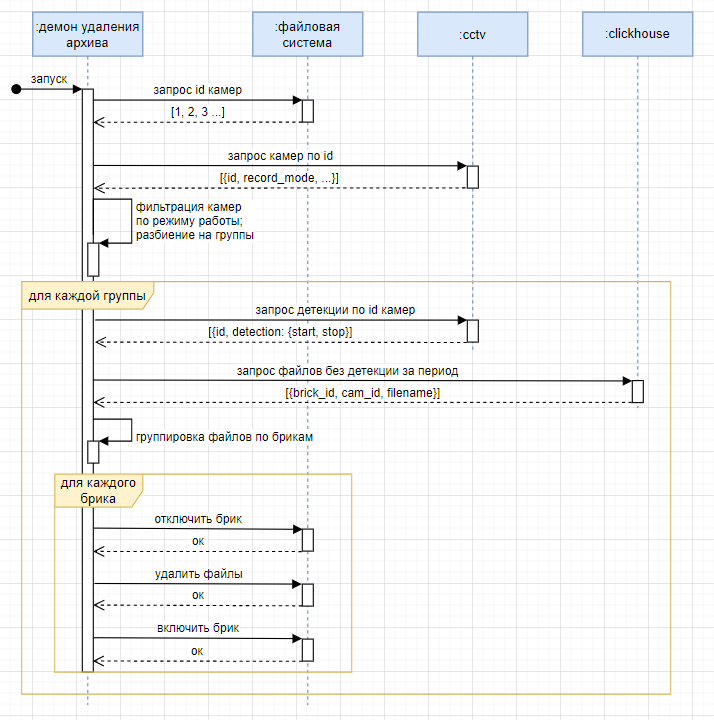 :демон удаления
архива
:файловая
система
:cctv
:clickhouse
запуск
запрос id камер
[1, 2, 3 ...]
запрос камер по id
[{id, record_mode, ...}]
фильтрация камер
по режиму работы;
разбиение на группы
для каждой группы
запрос детекции по id камер
[{id, detection: {start, stop}]
запрос файлов без детекции за период
[{brick_id, cam_id, filename}]
группировка файлов по брикам
для каждого
брика
отключить брик
ок
удалить файлы
ок
включить брик
ок